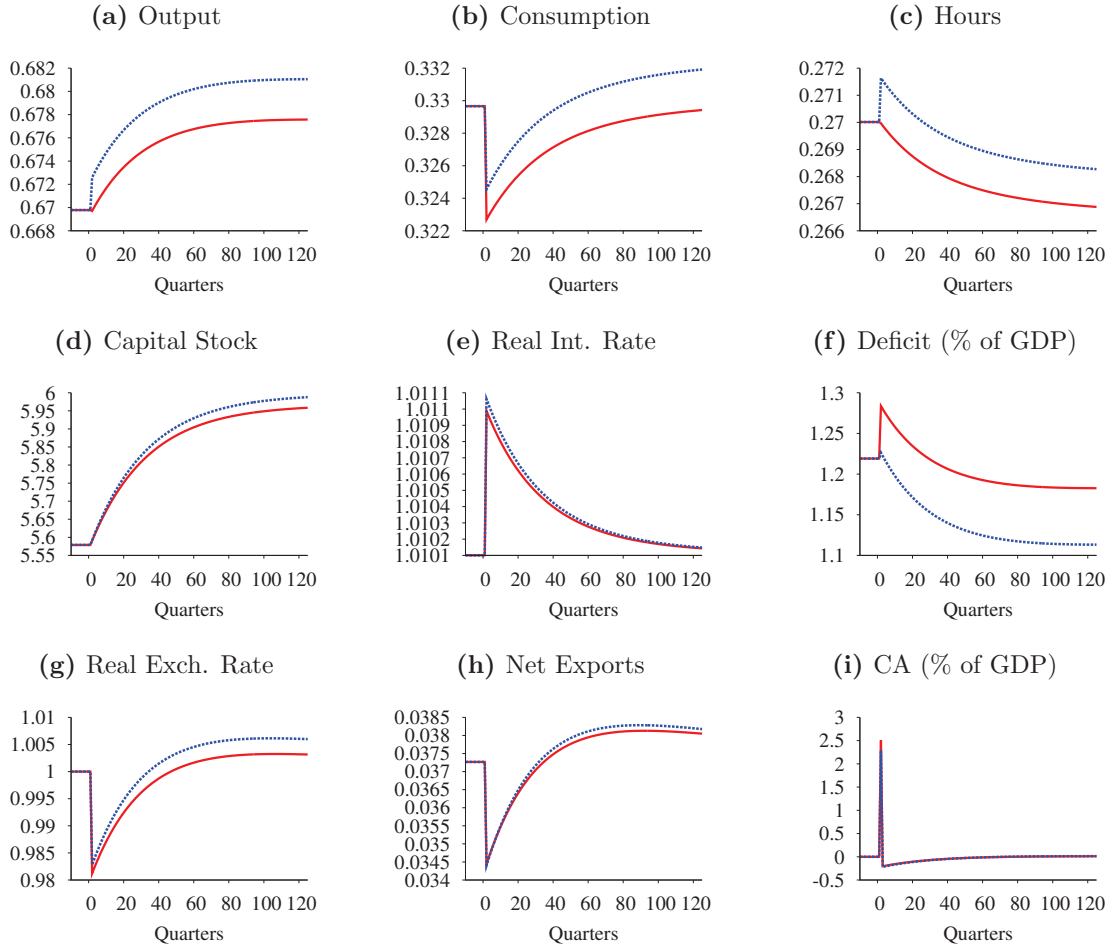 (a) Output
0.682
0.68
0.678
0.676
0.674
0.672
0.67
0.668
0 20 40 60 80 100 120
Quarters
(b) Consumption
0.332
0.33
0.328
0.326
0.324
0.322
0 20 40 60 80 100 120
Quarters
(c) Hours
0.272
0.271
0.27
0.269
0.268
0.267
0.266
0 20 40 60 80 100 120
Quarters
(d) Capital Stock
6
5.95
5.9
5.85
5.8
5.75
5.7
5.65
5.6
5.55
0 20 40 60 80 100 120
Quarters
(e) Real Int. Rate
1.0111
1.011
1.0109
1.0108
1.0107
1.0106
1.0105
1.0104
1.0103
1.0102
1.0101
1.0101
0 20 40 60 80 100 120
Quarters
(f) Deficit (% of GDP)
1.3
1.25
1.2
1.15
1.1
0 20 40 60 80 100 120
Quarters
(g) Real Exch. Rate
1.01
1.005
1
0.995
0.99
0.985
0.98
0 20 40 60 80 100 120
Quarters
(h) Net Exports
0.0385
0.038
0.0375
0.037
0.0365
0.036
0.0355
0.035
0.0345
0.034
0 20 40 60 80 100 120
Quarters
(i) CA (% of GDP)
3
2.5
2
1.5
1
0.5
0
-0.5
0 20 40 60 80 100 120
Quarters